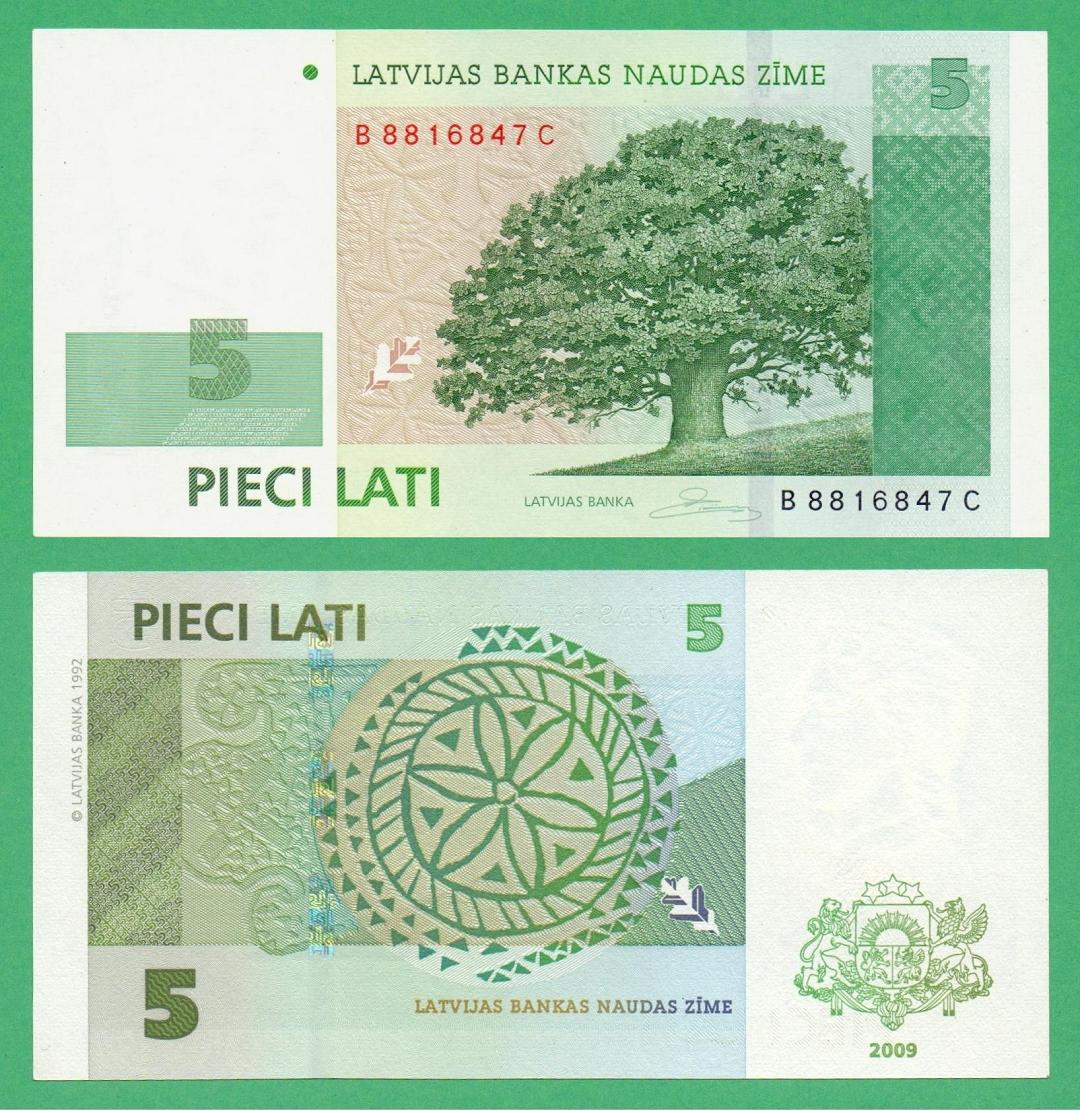 LATVIJAS BANKAS NAUDAS ZĪME
5
B 8816847 C
5
PIECI LATI
LATVIJAS BANKA
B 8816847 C
PIECI LATI
5
© LATVIJAS BANKA 1992
5
LATVIJAS BANKAS NAUDAS ZĪME
2009